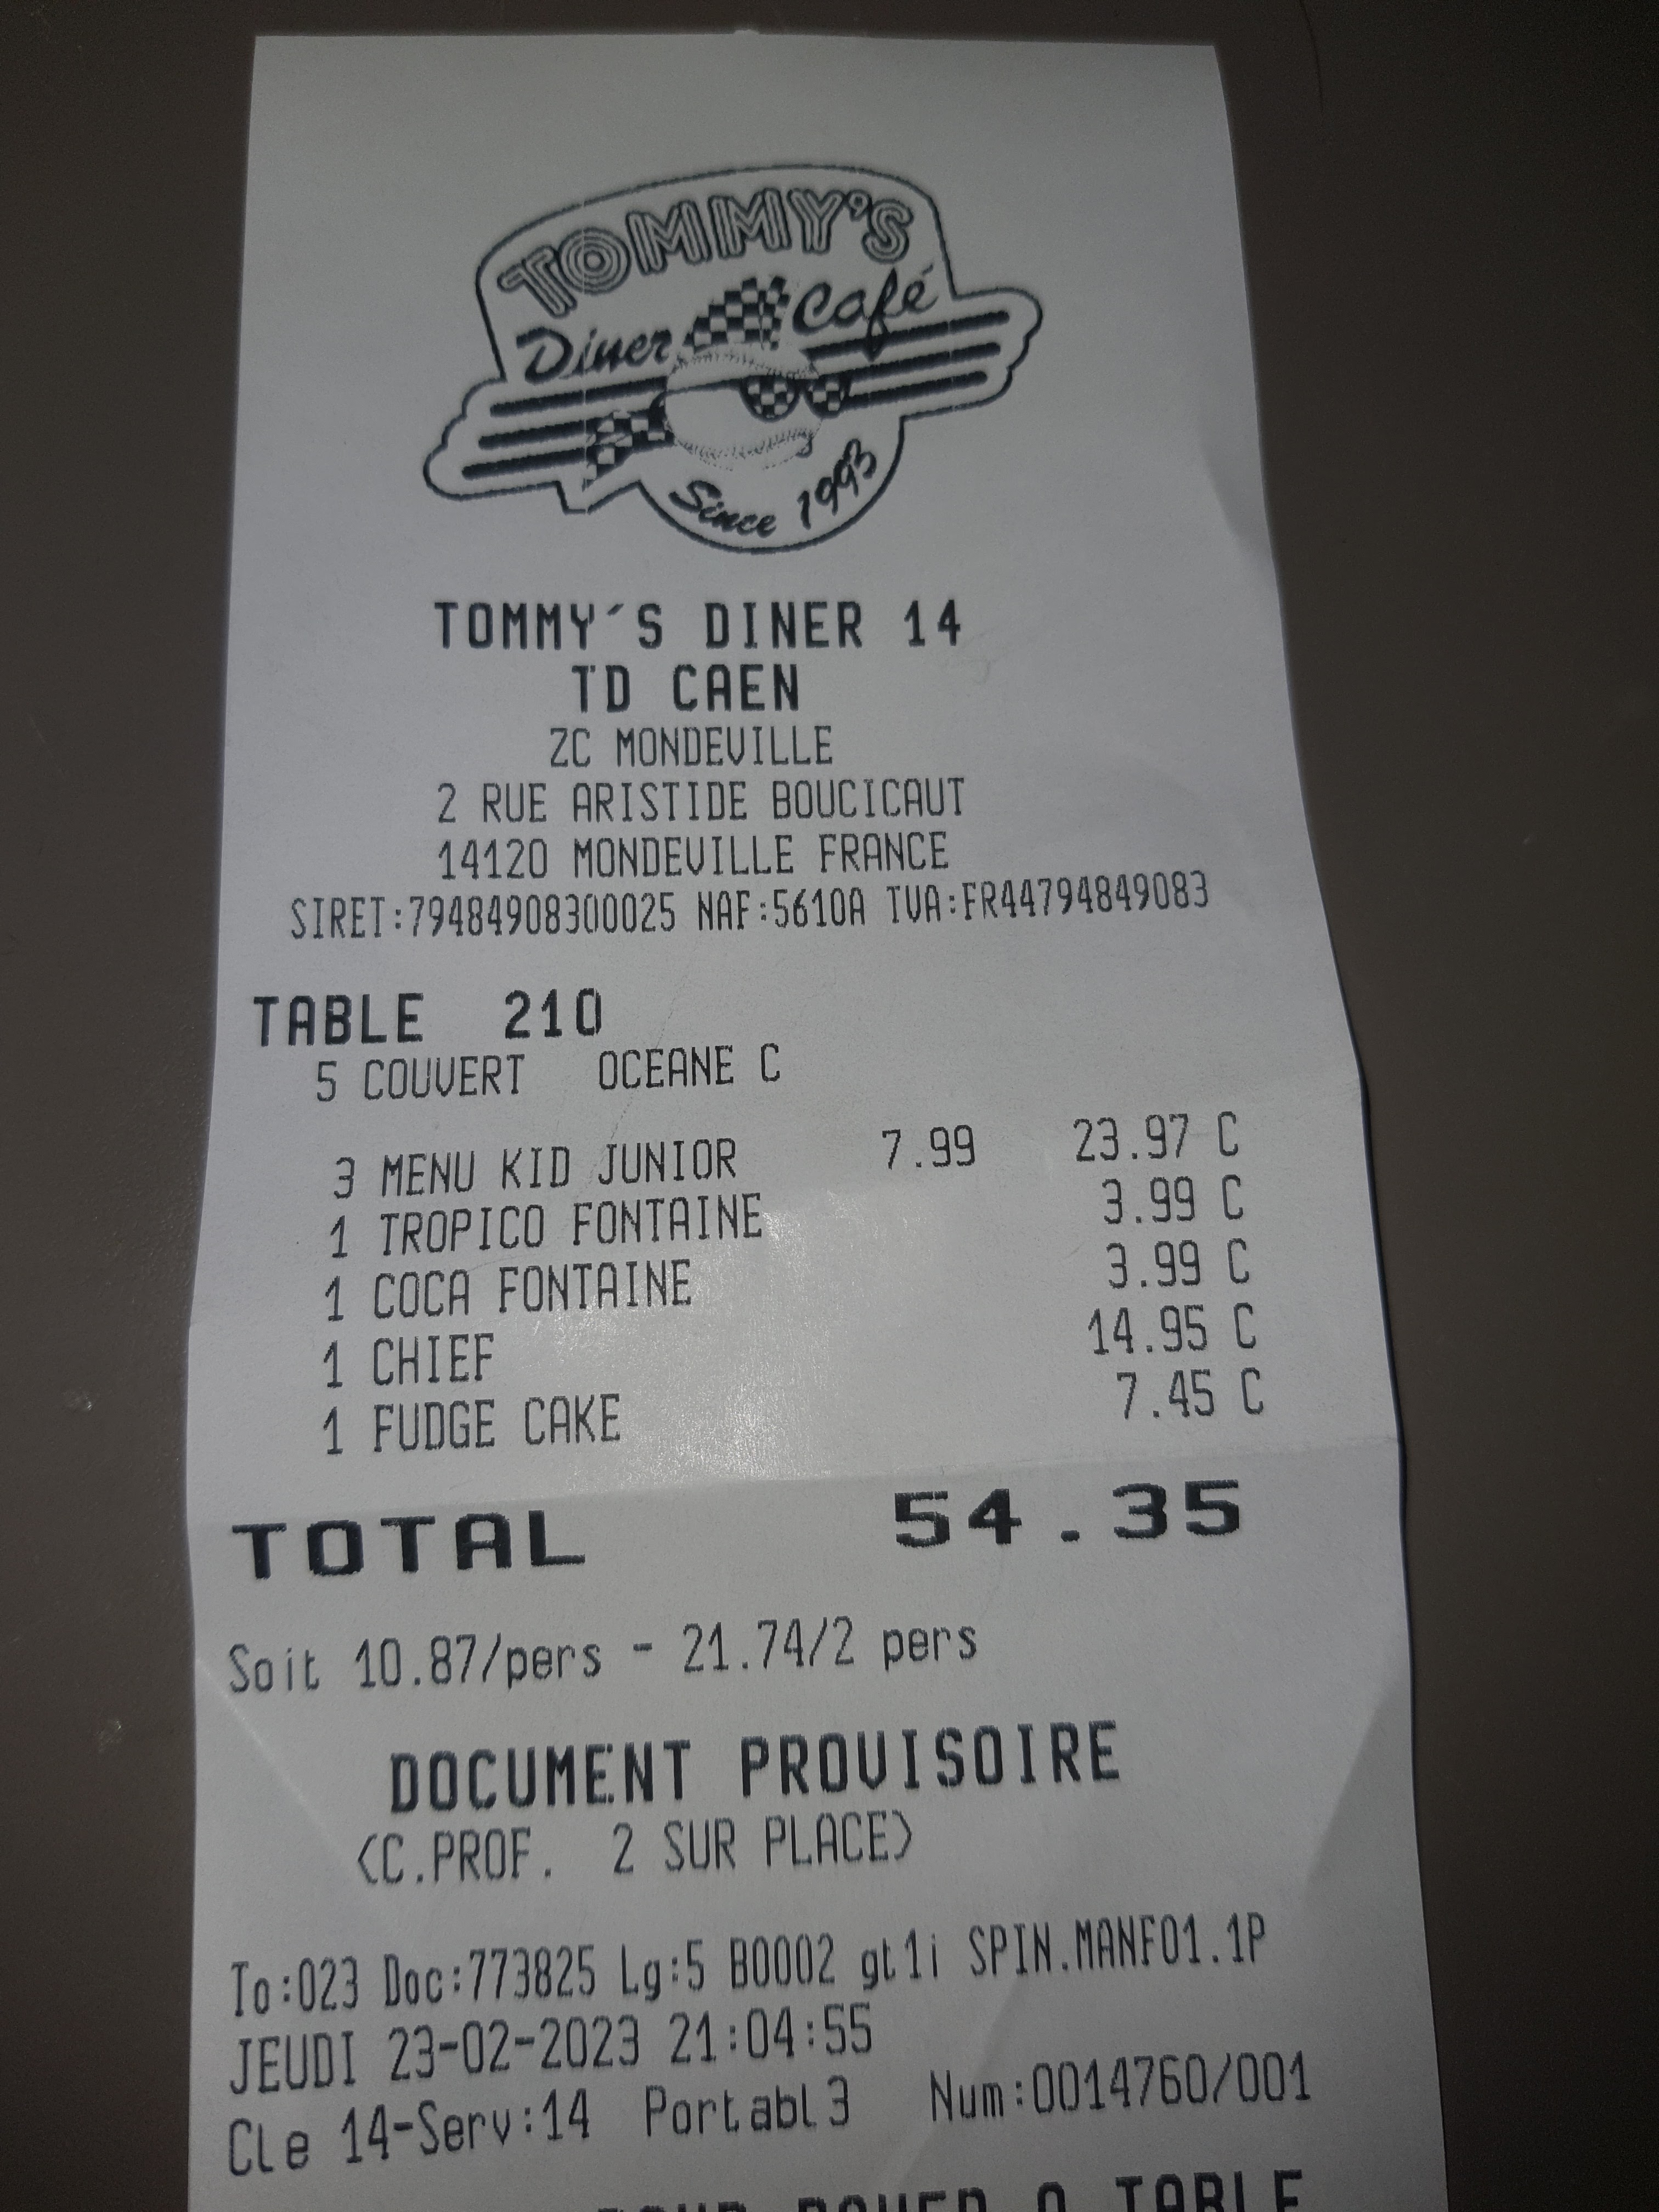 TOMMY'S
Diner Café
Since 1993
TOMMY´S DINER 14
TD CAEN
ZC MONDEVILLE
2 RUE ARISTIDE BOUCICAUT
14120 MONDEVILLE FRANCE
SIRET:79484908300025 NAF:5610A TVA:FR44794849083
TABLE 210
5 COUVERT OCEANE C
3 MENU KID JUNIOR 7.99 23.97 C
1 TROPICO FONTAINE 3.99 C
1 COCA FONTAINE 3.99 C
1 CHIEF 14.95 C
1 FUDGE CAKE 7.45 C
TOTAL 54.35
Soit 10.87/pers - 21.74/2 pers
DOCUMENT PROVISOIRE
<C.PROF. 2 SUR PLACE>
To:023 Doc:773825 Lg:5 B0002 gt1i SPIN.MANF01.1P
JEUDI 23-02-2023 21:04:55
Cle 14-Serv:14 Portabl3 Num:0014760/001
TABLE